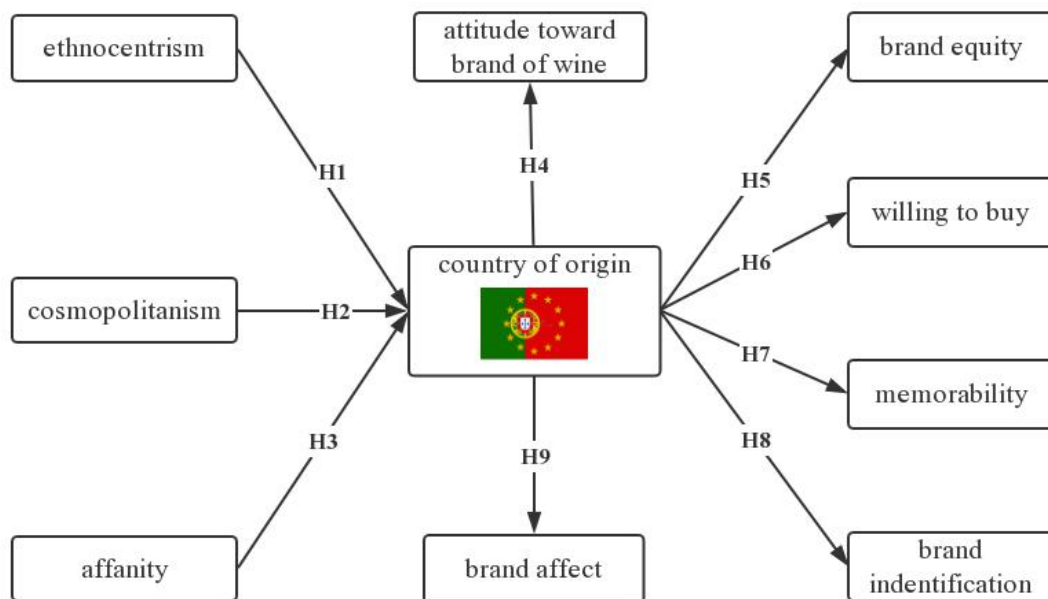 ethnocentrism
attitude toward
brand of wine
brand equity
H1
H4
H5
willing to buy
country of origin
H6
cosmopolitanism
H2
H7
memorability
H3
H9
H8
affanity
brand affect
brand
indentification